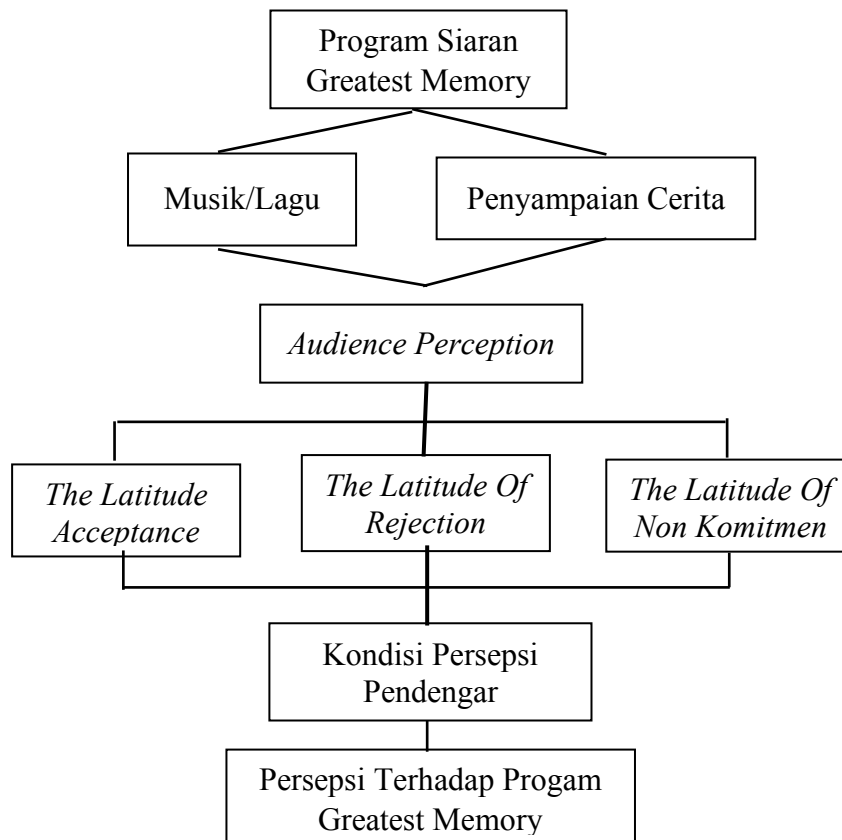 Program Siaran
Greatest Memory
Musik/Lagu
Penyampaian Cerita
Audience Perception
The Latitude
Acceptance
The Latitude Of
Rejection
The Latitude Of
Non Komitmen
Kondisi Persepsi
Pendengar
Persepsi Terhadap Progam
Greatest Memory